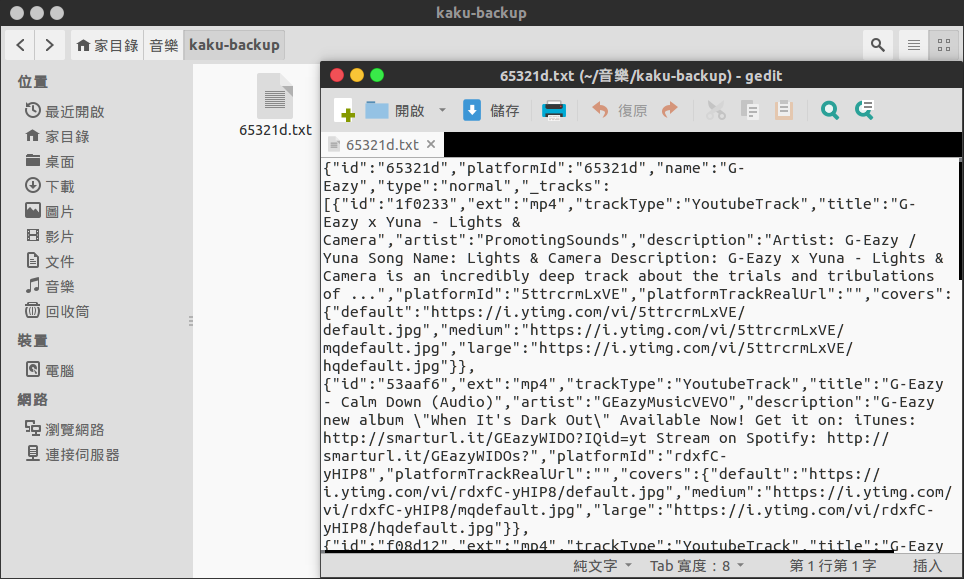 kaku-backup
家目錄 音樂 kaku-backup
位置
最近開啟
家目錄
桌面
下載
圖片
影片
文件
音樂
回收筒
裝置
電腦
網路
瀏覽網路
連接伺服器
65321d.txt
65321d.txt (~/音樂/kaku-backup) - gedit
開啟 儲存 復原
65321d.txt ×
{"id":"65321d","platformId":"65321d","name":"G-
Eazy","type":"normal","_tracks":
[{"id":"1f0233","ext":"mp4","trackType":"YoutubeTrack","title":"G-
Eazy x Yuna - Lights &
Camera","artist":"PromotingSounds","description":"Artist: G-Eazy /
Yuna Song Name: Lights & Camera Description: G-Eazy x Yuna - Lights &
Camera is an incredibly deep track about the trials and tribulations
of ...","platformId":"5ttrcrmLxVE","platformTrackRealUrl":"","covers":
{"default":"https://i.ytimg.com/vi/5ttrcrmLxVE/
default.jpg","medium":"https://i.ytimg.com/vi/5ttrcrmLxVE/
mqdefault.jpg","large":"https://i.ytimg.com/vi/5ttrcrmLxVE/
hqdefault.jpg"}},
{"id":"53aaf6","ext":"mp4","trackType":"YoutubeTrack","title":"G-Eazy
- Calm Down (Audio)","artist":"GEazyMusicVEVO","description":"G-Eazy
new album \"When It's Dark Out\" Available Now! Get it on: iTunes:
http://smarturl.it/GEazyWIDO?IQid=yt Stream on Spotify: http://
smarturl.it/GEazyWIDOs?","platformId":"rdxfC-
yHIP8","platformTrackRealUrl":"","covers":{"default":"https://
i.ytimg.com/vi/rdxfC-yHIP8/default.jpg","medium":"https://i.ytimg.com/
vi/rdxfC-yHIP8/mqdefault.jpg","large":"https://i.ytimg.com/vi/rdxfC-
yHIP8/hqdefault.jpg"}},
{"id":"f08d12","ext":"mp4","trackType":"YoutubeTrack","title":"G-Eazy
純文字 Tab 寬度：8 第 1 行第 1 字 插入